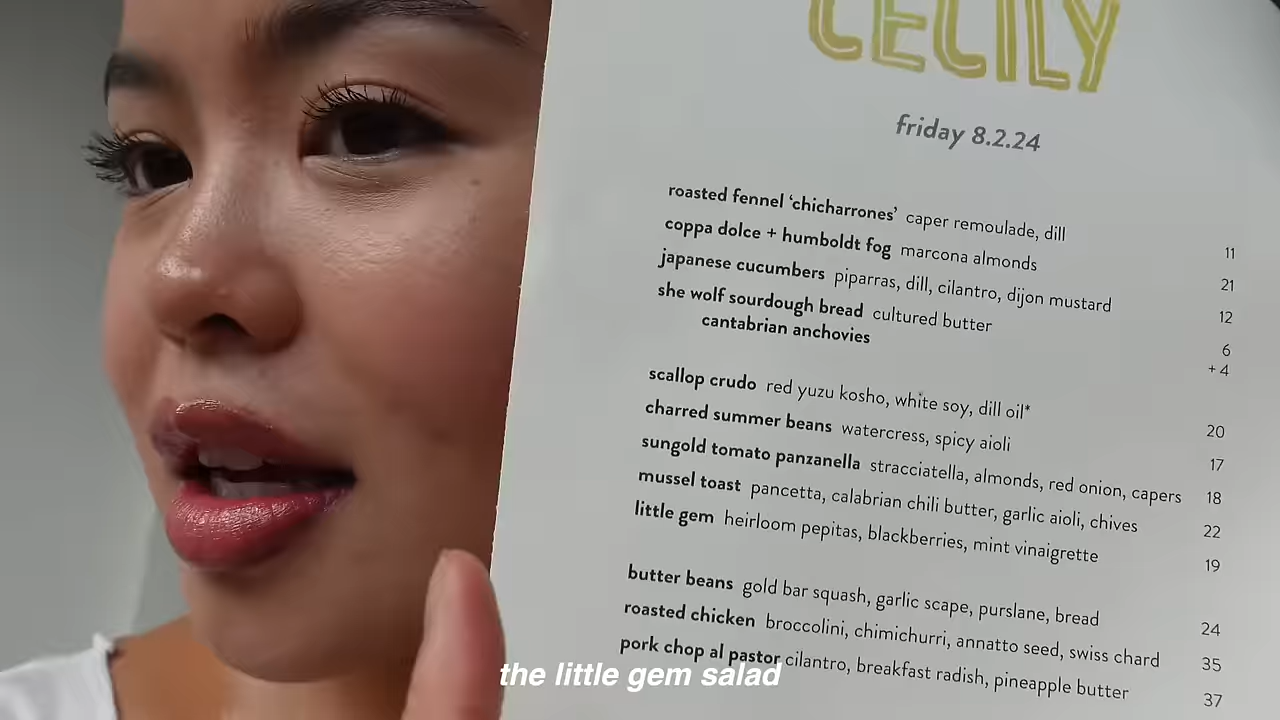 CECILY
friday 8.2.24
roasted fennel ‘chicharrones’ caper remoulade, dill 11
coppa dolce + humboldt fog marcona almonds 21
japanese cucumbers piparras, dill, cilantro, dijon mustard 12
she wolf sourdough bread cultured butter 6
cantabrian anchovies + 4
scallop crudo red yuzu kosho, white soy, dill oil* 20
charred summer beans watercress, spicy aioli 17
sungold tomato panzanella stracciatella, almonds, red onion, capers 18
mussel toast pancetta, calabrian chili butter, garlic aioli, chives 22
little gem heirloom pepitas, blackberries, mint vinaigrette 19
butter beans gold bar squash, garlic scape, purslane, bread 24
roasted chicken broccolini, chimichurri, annatto seed, swiss chard 35
pork chop al pastor cilantro, breakfast radish, pineapple butter 37
the little gem salad